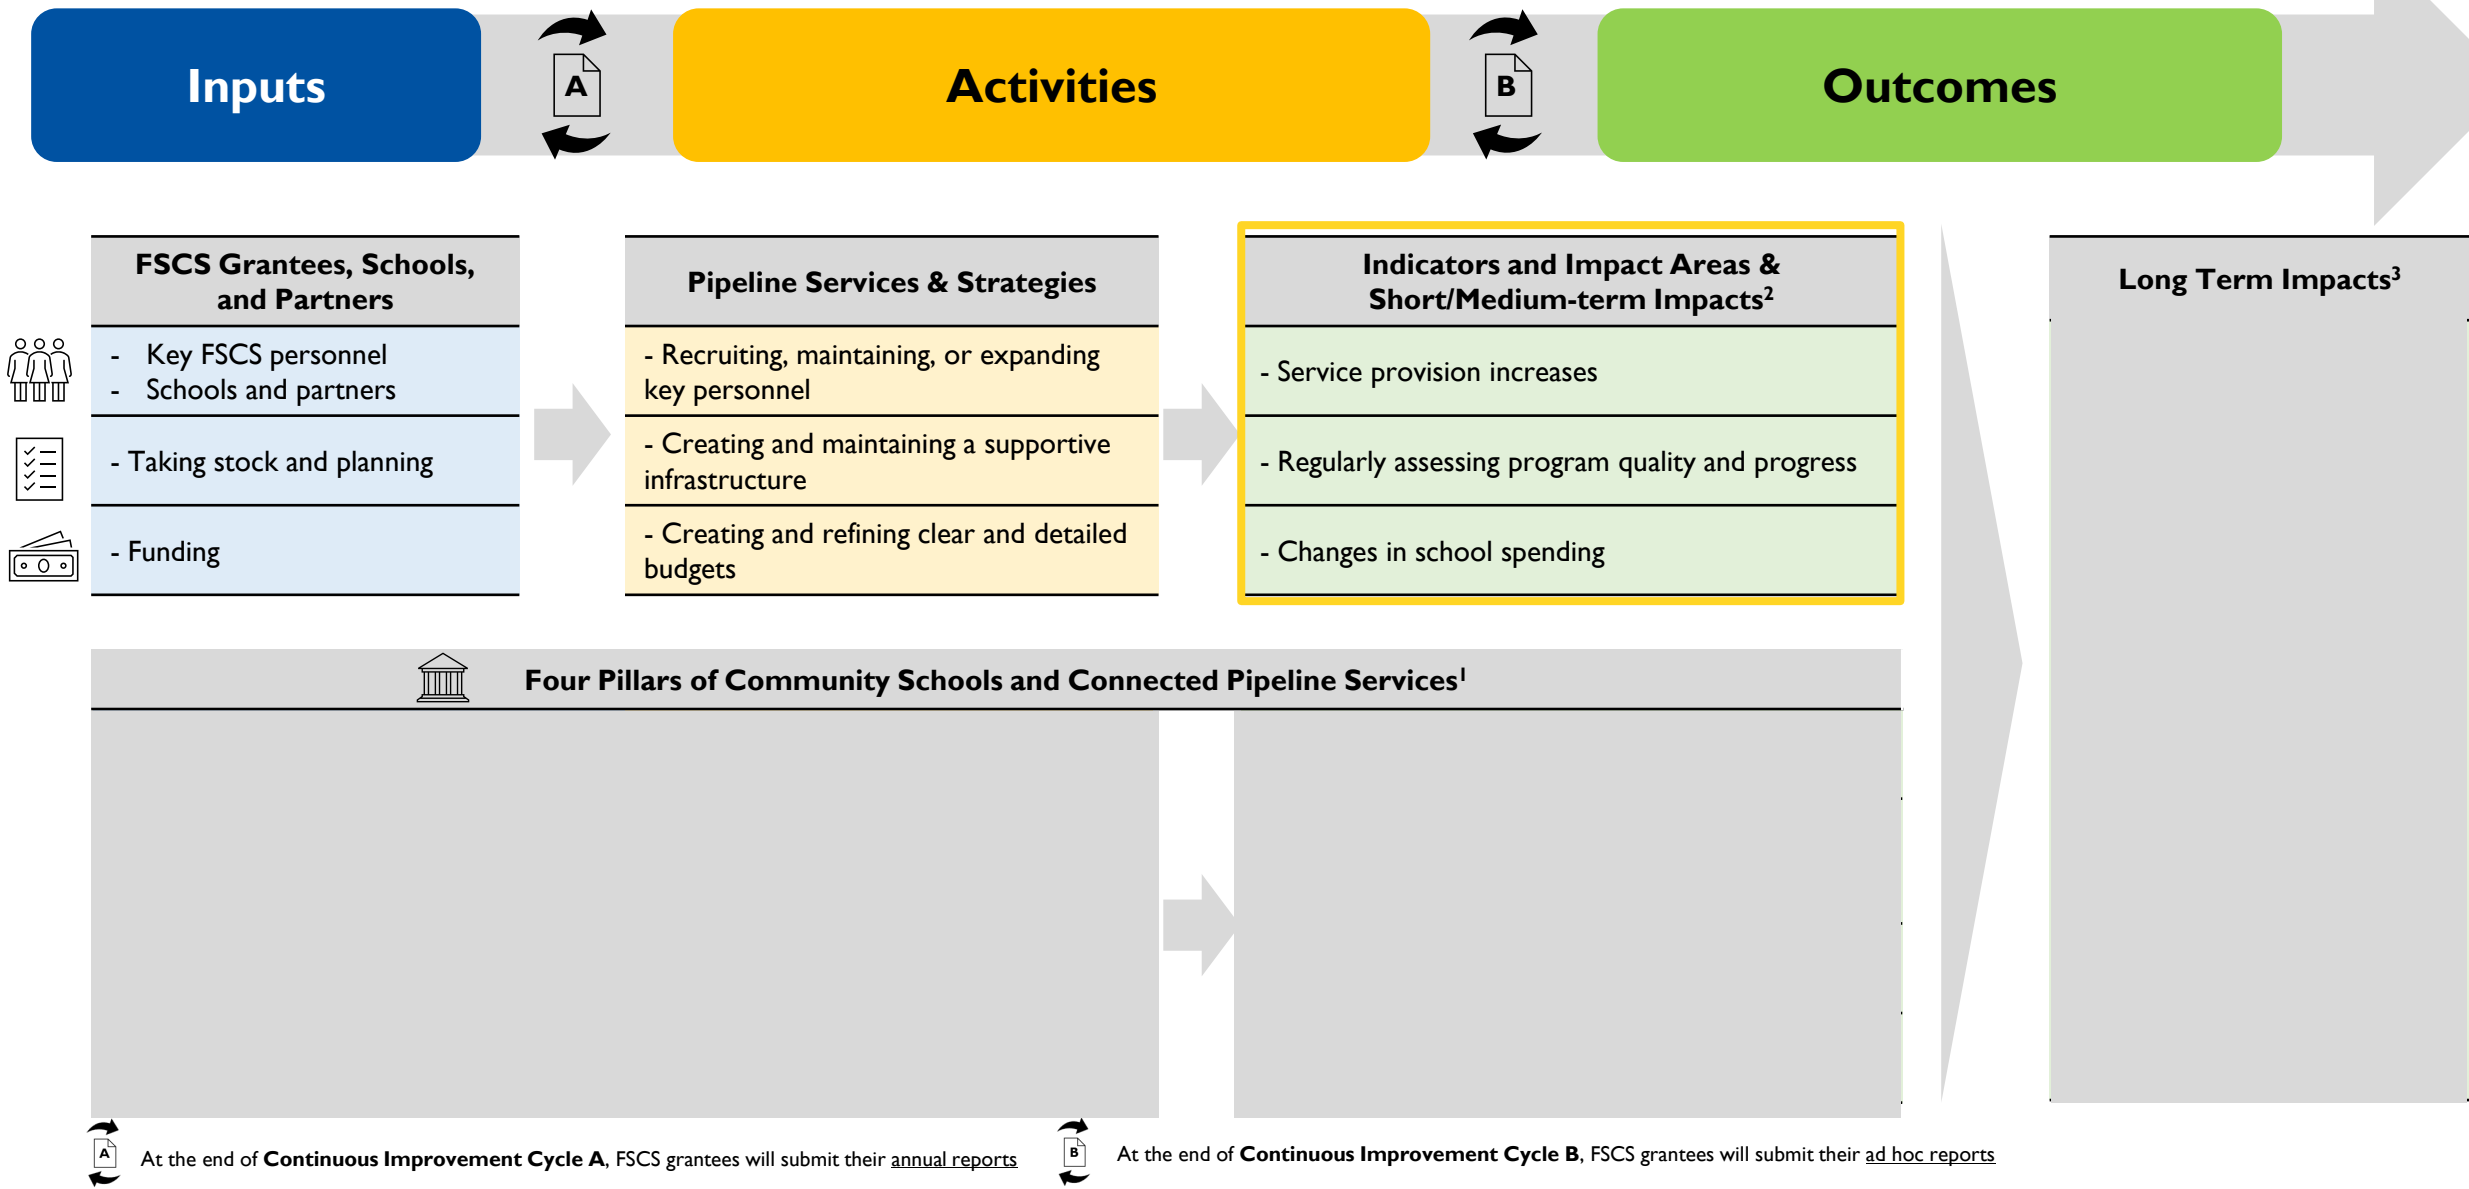 Inputs
A
Activities
B
Outcomes
FSCS Grantees, Schools,
and Partners
- Key FSCS personnel
- Schools and partners
- Taking stock and planning
- Funding
Pipeline Services & Strategies
- Recruiting, maintaining, or expanding
key personnel
- Creating and maintaining a supportive
infrastructure
- Creating and refining clear and detailed
budgets
Indicators and Impact Areas &
Short/Medium-term Impacts²
- Service provision increases
- Regularly assessing program quality and progress
- Changes in school spending
Long Term Impacts³
Four Pillars of Community Schools and Connected Pipeline Services¹
A
At the end of Continuous Improvement Cycle A, FSCS grantees will submit their annual reports
B
At the end of Continuous Improvement Cycle B, FSCS grantees will submit their ad hoc reports